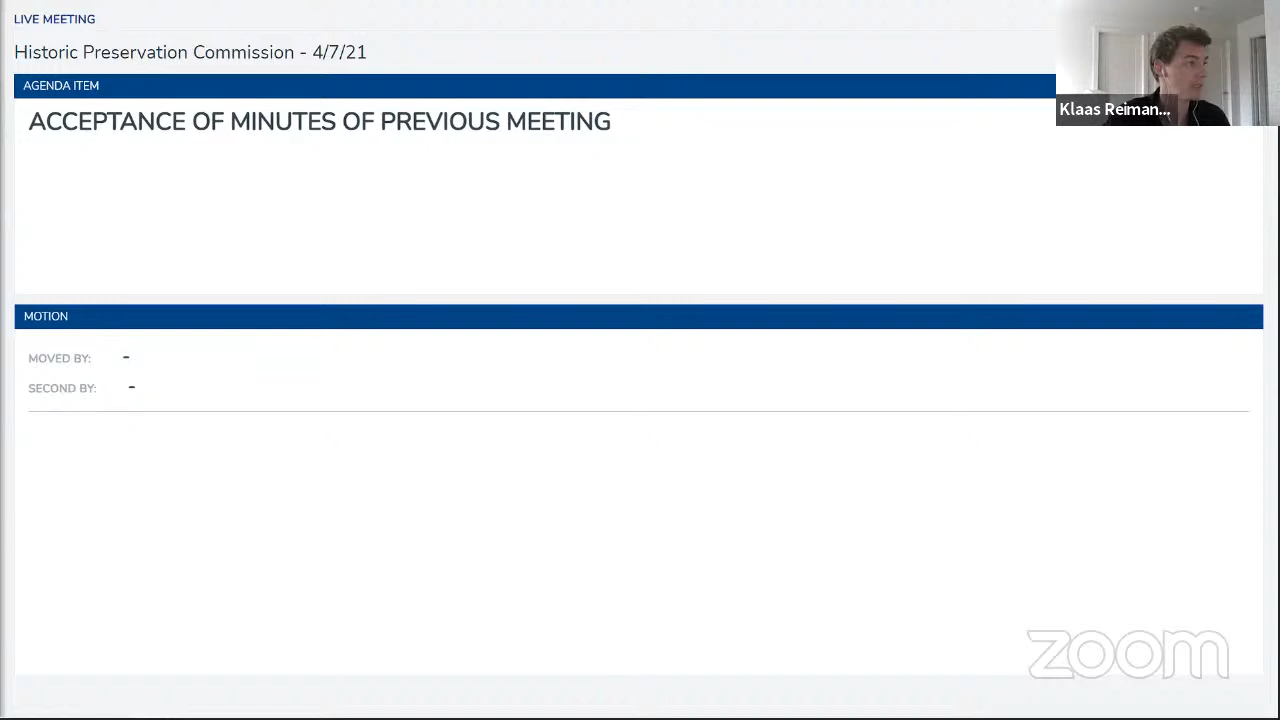 LIVE MEETING
Historic Preservation Commission - 4/7/21
AGENDA ITEM
ACCEPTANCE OF MINUTES OF PREVIOUS MEETING
Klaas Reiman...
MOTION
MOVED BY: -
SECOND BY: -
zoom